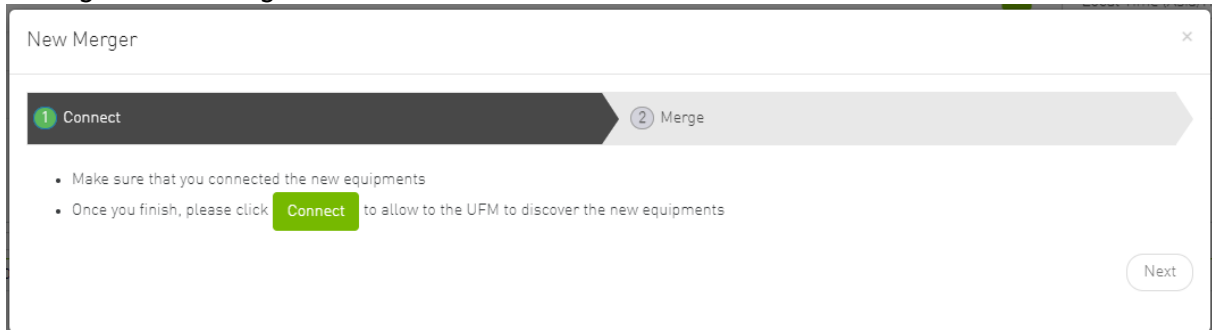 New Merger
×
1 Connect
2 Merge
• Make sure that you connected the new equipments
• Once you finish, please click Connect to allow to the UFM to discover the new equipments
Next